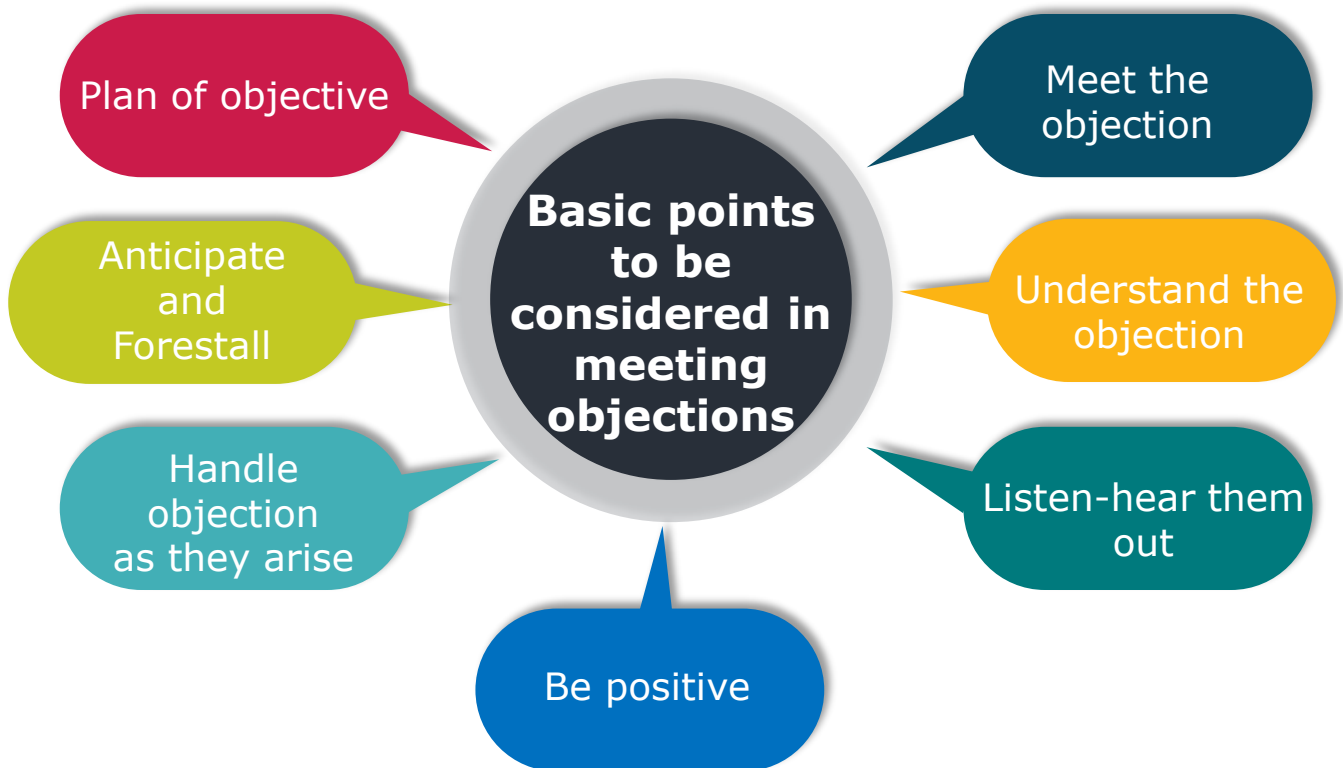 Plan of objective
Anticipate
and
Forestall
Handle
objection
as they arise
Be positive
Listen-hear them
out
Understand the
objection
Meet the
objection
Basic points
to be
considered in
meeting
objections